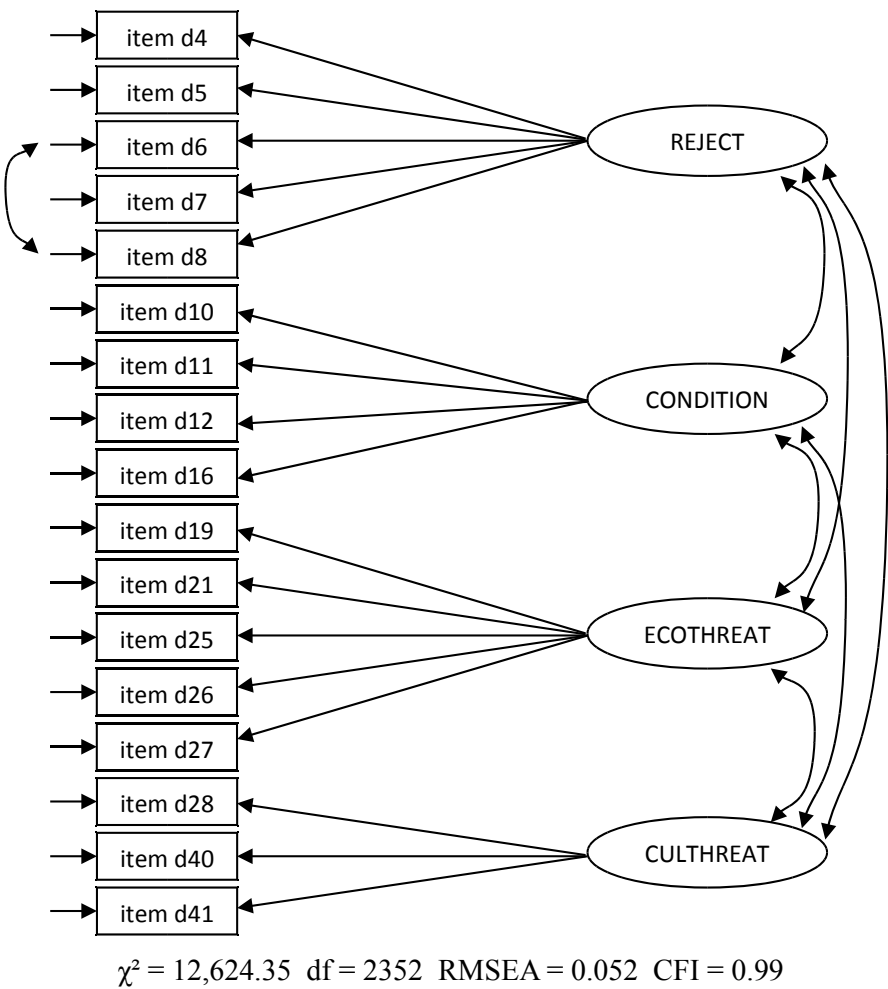 item d4
item d5
item d6
item d7
item d8
item d10
item d11
item d12
item d16
item d19
item d21
item d25
item d26
item d27
item d28
item d40
item d41
REJECT
CONDITION
ECOTHREAT
CULTHREAT
χ² = 12,624.35 df = 2352 RMSEA = 0.052 CFI = 0.99